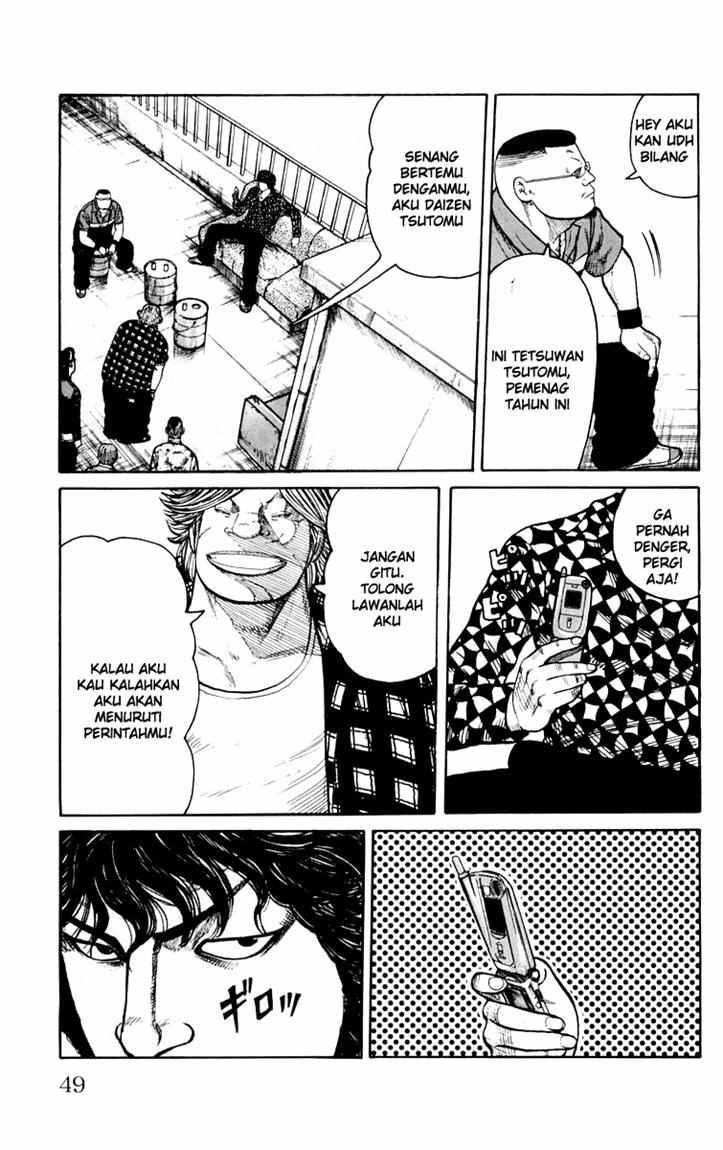 HEY AKU
KAN UDH
BILANG
INI TETSUWAN
TSUTOMU,
PEMENAG
TAHUN INI
SENANG
BERTEMU
DENGANMU,
AKU DAIZEN
TSUTOMU
GA
PERNAH
DENGER,
PERGI
AJA!
JANGAN
GITU.
TOLONG
LAWANLAH
AKU
KALAU AKU
KAU KALAHKAN
AKU AKAN
MENURUTI
PERINTAHMU!
ギロッ
49